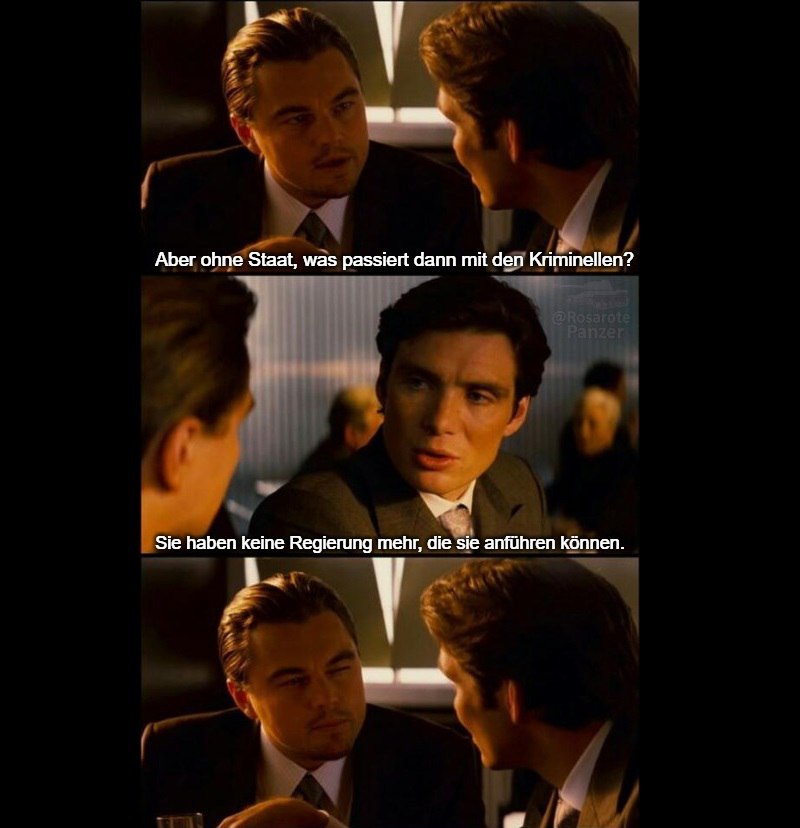 Aber ohne Staat, was passiert dann mit den Kriminellen?
@Rosarote
Panzer
Sie haben keine Regierung mehr, die sie anführen können.